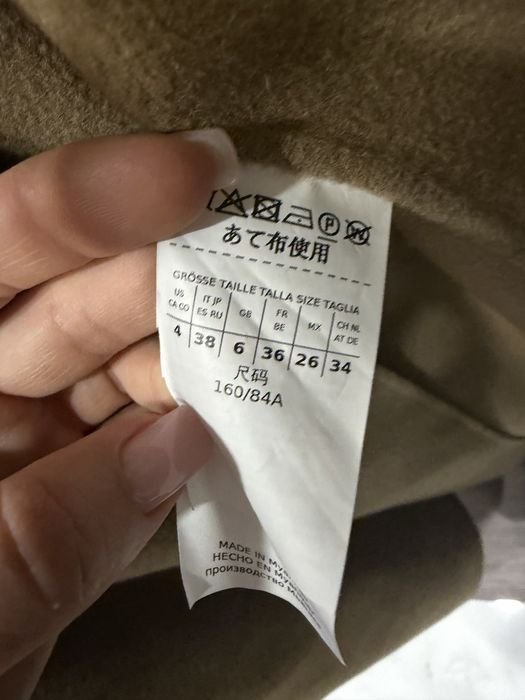 P W
あて布使用
GRÖSSE TAILLE TALLA SIZE TAGLIA
US CA CO | IT JP ES RU | GB | FR BE | MX | CH NL AT DE
4 | 38 | 6 | 36 | 26 | 34
尺码
160/84A
MADE IN
HECHO EN
производство